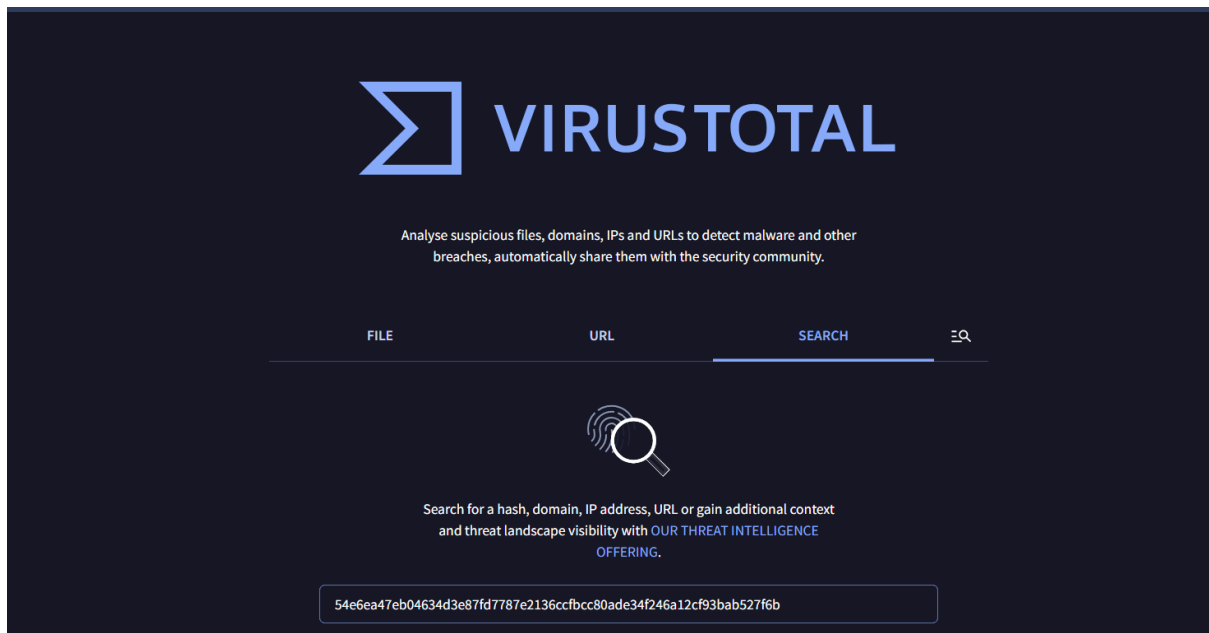 VIRUSTOTAL
Analyse suspicious files, domains, IPs and URLs to detect malware and other
breaches, automatically share them with the security community.
FILE
URL
SEARCH
Search for a hash, domain, IP address, URL or gain additional context
and threat landscape visibility with OUR THREAT INTELLIGENCE
OFFERING.
54e6ea47eb04634d3e87fd7787e2136ccfbcc80ade34f246a12cf93bab527f6b